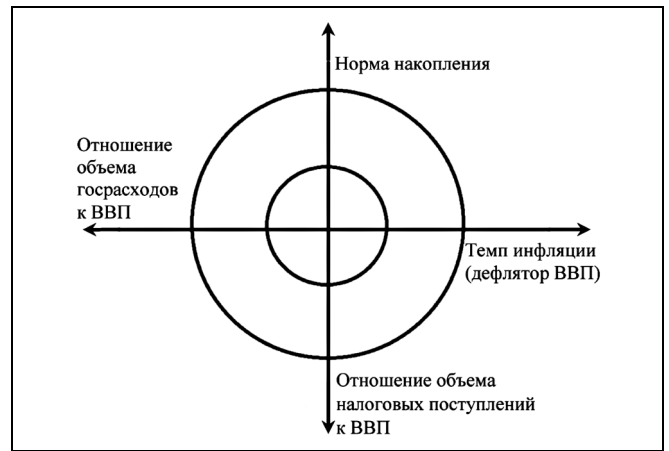 Норма накопления
Отношение
объема
госрасходов
к ВВП
Темп инфляции
(дефлятор ВВП)
Отношение объема
налоговых поступлений
к ВВП